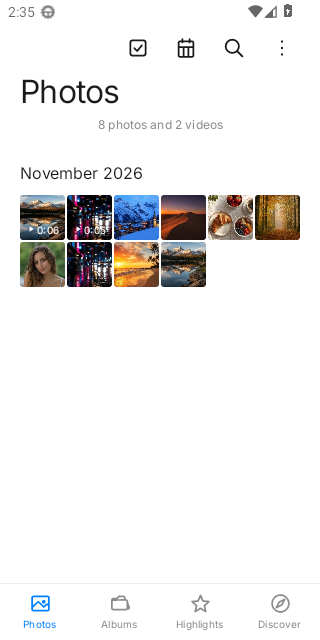 2:35
Photos
8 photos and 2 videos
November 2026
0:06
0:05
Photos
Albums
Highlights
Discover